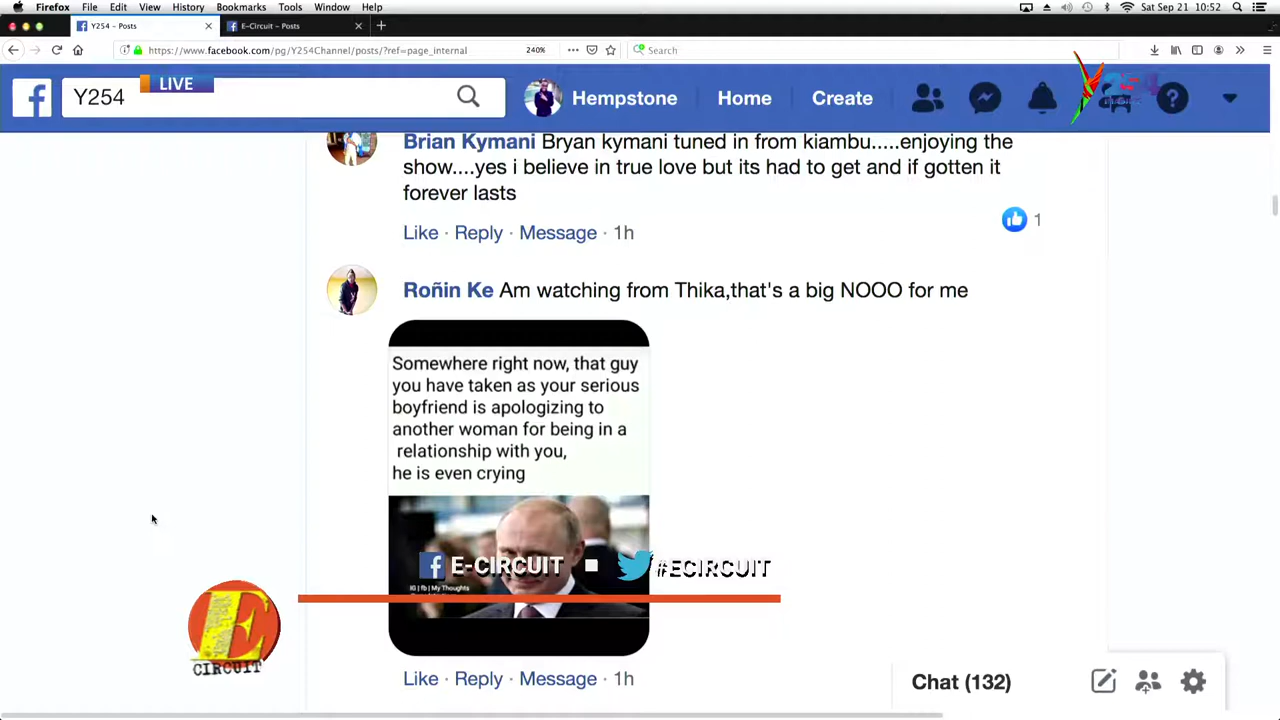 Firefox File Edit View History Bookmarks Tools Window Help
Sat Sep 21 10:52
Y254 - Posts
E-Circuit - Posts
https://www.facebook.com/pg/Y254Channel/posts/?ref=page_internal
240%
Search
LIVE
Y254
Hempstone Home Create
Brian Kymani Bryan kymani tuned in from kiambu.....enjoying the
show....yes i believe in true love but its had to get and if gotten it
forever lasts
1
Like · Reply · Message · 1h
Roñin Ke Am watching from Thika,that's a big NOOO for me
Somewhere right now, that guy
you have taken as your serious
boyfriend is apologizing to
another woman for being in a
relationship with you,
he is even crying
E-CIRCUIT #ECIRCUIT
IG | fb | My Thoughts
E
CIRCUIT
Like · Reply · Message · 1h
Chat (132)